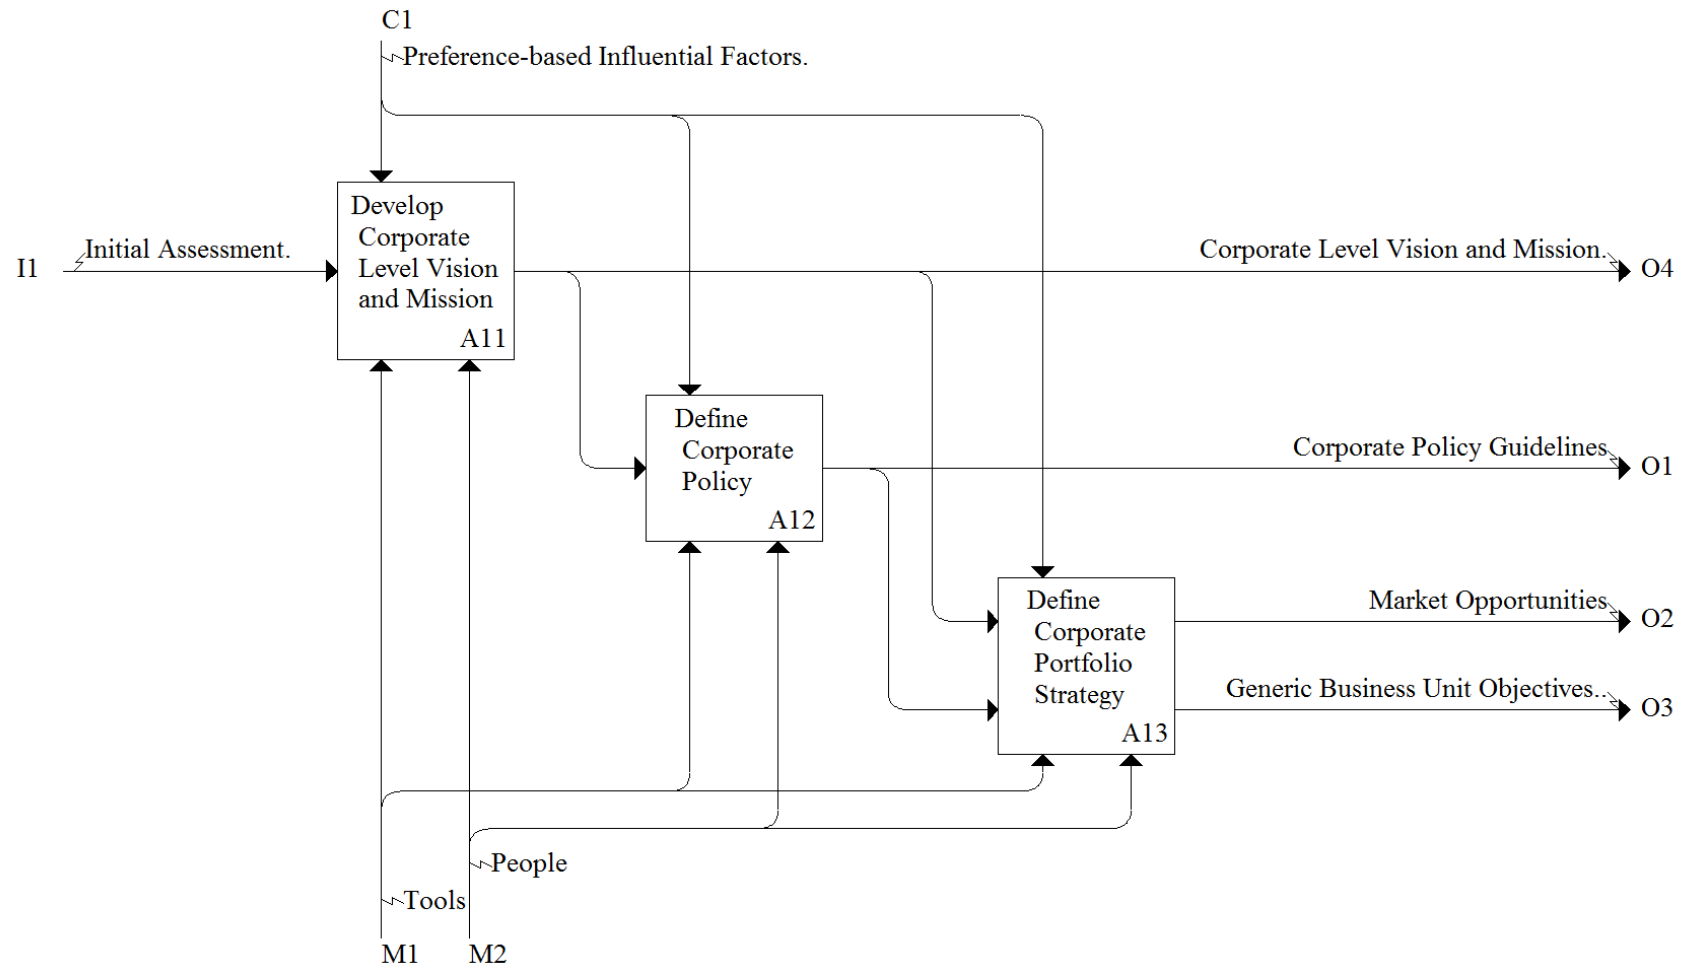 C1
Preference-based Influential Factors.
Develop
Corporate
Level Vision
and Mission
A11
I1
Initial Assessment.
Corporate Level Vision and Mission.
O4
Define
Corporate
Policy
A12
Corporate Policy Guidelines
O1
Define
Corporate
Portfolio
Strategy
A13
Market Opportunities
O2
Generic Business Unit Objectives..
O3
People
Tools
M1
M2